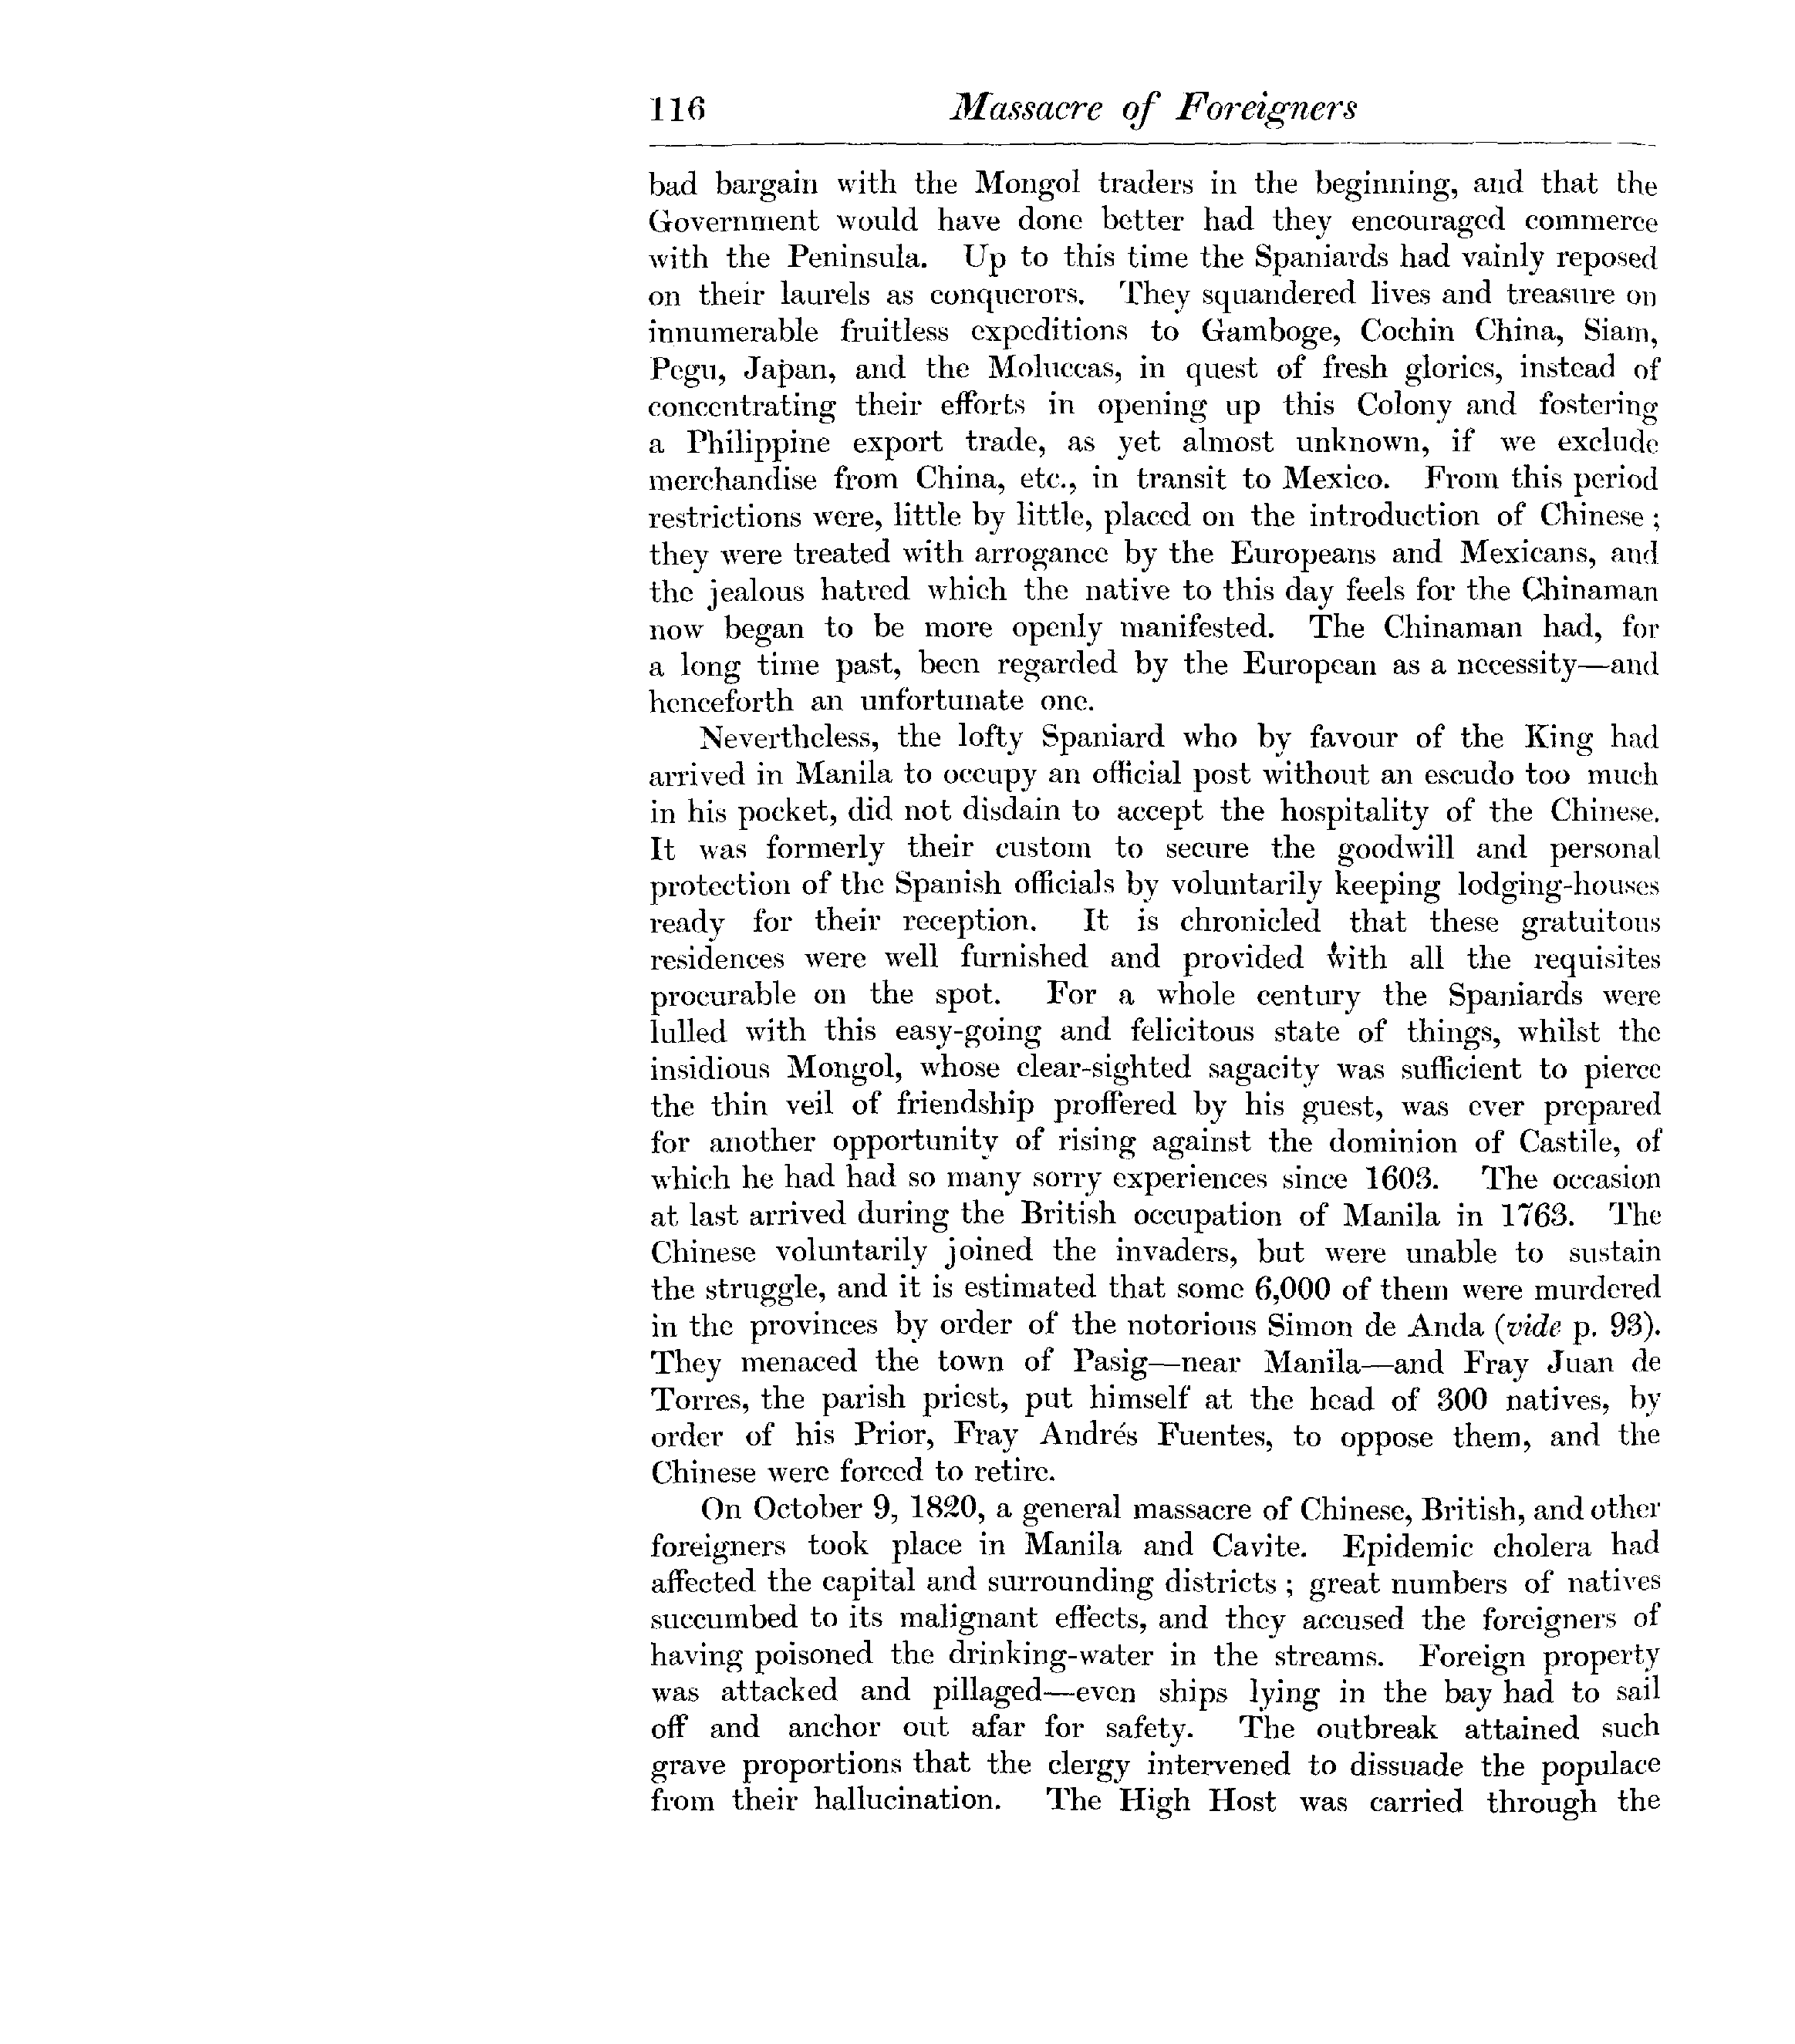 116 Massacre of Foreigners
bad bargain with the Mongol traders in the beginning, and that the
Government would have done better had they encouraged commerce
with the Peninsula. Up to this time the Spaniards had vainly reposed
on their laurels as conquerors. They squandered lives and treasure on
innumerable fruitless expeditions to Gamboge, Cochin China, Siam,
Pegu, Japan, and the Moluccas, in quest of fresh glories, instead of
concentrating their efforts in opening up this Colony and fostering
a Philippine export trade, as yet almost unknown, if we exclude
merchandise from China, etc., in transit to Mexico. From this period
restrictions were, little by little, placed on the introduction of Chinese ;
they were treated with arrogance by the Europeans and Mexicans, and
the jealous hatred which the native to this day feels for the Chinaman
now began to be more openly manifested. The Chinaman had, for
a long time past, been regarded by the European as a necessity—and
henceforth an unfortunate one.
Nevertheless, the lofty Spaniard who by favour of the King had
arrived in Manila to occupy an official post without an escudo too much
in his pocket, did not disdain to accept the hospitality of the Chinese.
It was formerly their custom to secure the goodwill and personal
protection of the Spanish officials by voluntarily keeping lodging-houses
ready for their reception. It is chronicled that these gratuitous
residences were well furnished and provided with all the requisites
procurable on the spot. For a whole century the Spaniards were
lulled with this easy-going and felicitous state of things, whilst the
insidious Mongol, whose clear-sighted sagacity was sufficient to pierce
the thin veil of friendship proffered by his guest, was ever prepared
for another opportunity of rising against the dominion of Castile, of
which he had had so many sorry experiences since 1603. The occasion
at last arrived during the British occupation of Manila in 1763. The
Chinese voluntarily joined the invaders, but were unable to sustain
the struggle, and it is estimated that some 6,000 of them were murdered
in the provinces by order of the notorious Simon de Anda (vide p. 93).
They menaced the town of Pasig—near Manila—and Fray Juan de
Torres, the parish priest, put himself at the head of 300 natives, by
order of his Prior, Fray Andrés Fuentes, to oppose them, and the
Chinese were forced to retire.
On October 9, 1820, a general massacre of Chinese, British, and other
foreigners took place in Manila and Cavite. Epidemic cholera had
affected the capital and surrounding districts ; great numbers of natives
succumbed to its malignant effects, and they accused the foreigners of
having poisoned the drinking-water in the streams. Foreign property
was attacked and pillaged—even ships lying in the bay had to sail
off and anchor out afar for safety. The outbreak attained such
grave proportions that the clergy intervened to dissuade the populace
from their hallucination. The High Host was carried through the